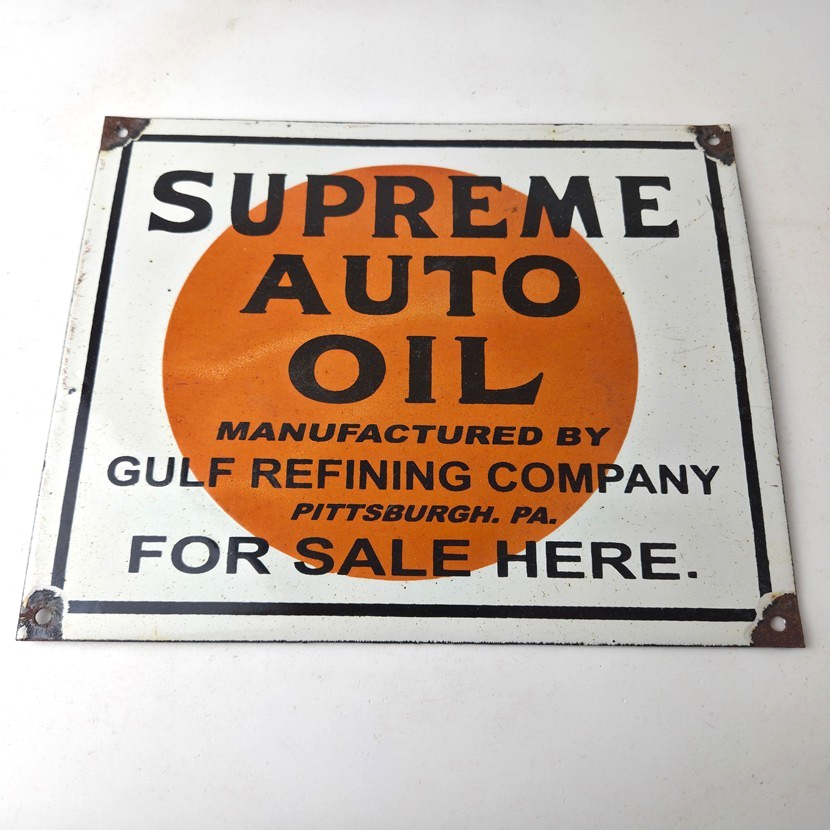 SUPREME
AUTO
OIL
MANUFACTURED BY
GULF REFINING COMPANY
PITTSBURGH. PA.
FOR SALE HERE.